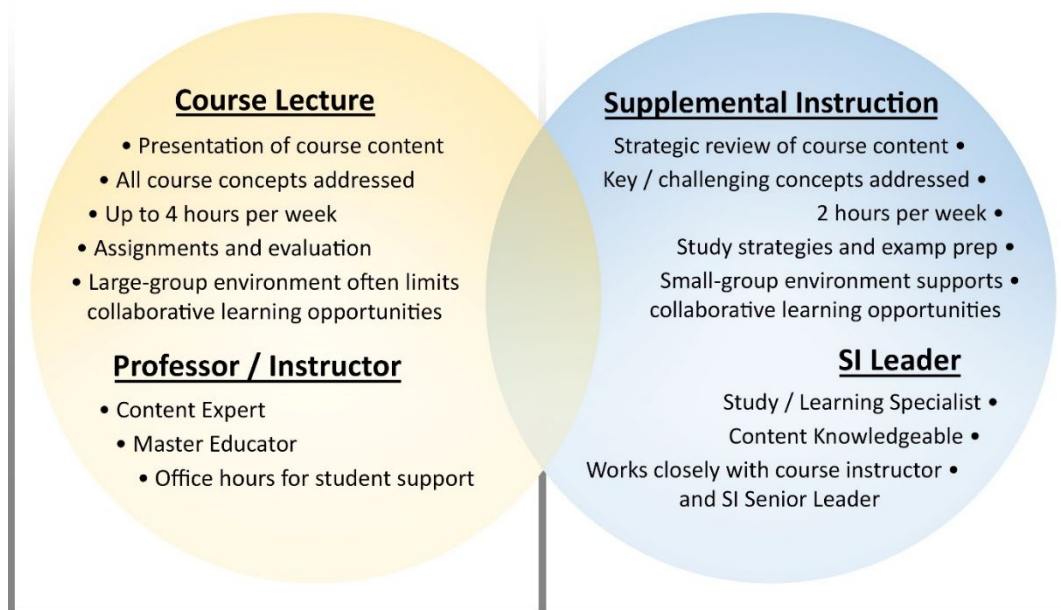 Course Lecture
• Presentation of course content
• All course concepts addressed
• Up to 4 hours per week
• Assignments and evaluation
• Large-group environment often limits
collaborative learning opportunities
Professor / Instructor
• Content Expert
• Master Educator
• Office hours for student support
Supplemental Instruction
Strategic review of course content •
Key / challenging concepts addressed •
2 hours per week •
Study strategies and examp prep •
Small-group environment supports •
collaborative learning opportunities
SI Leader
Study / Learning Specialist •
Content Knowledgeable •
Works closely with course instructor •
and SI Senior Leader